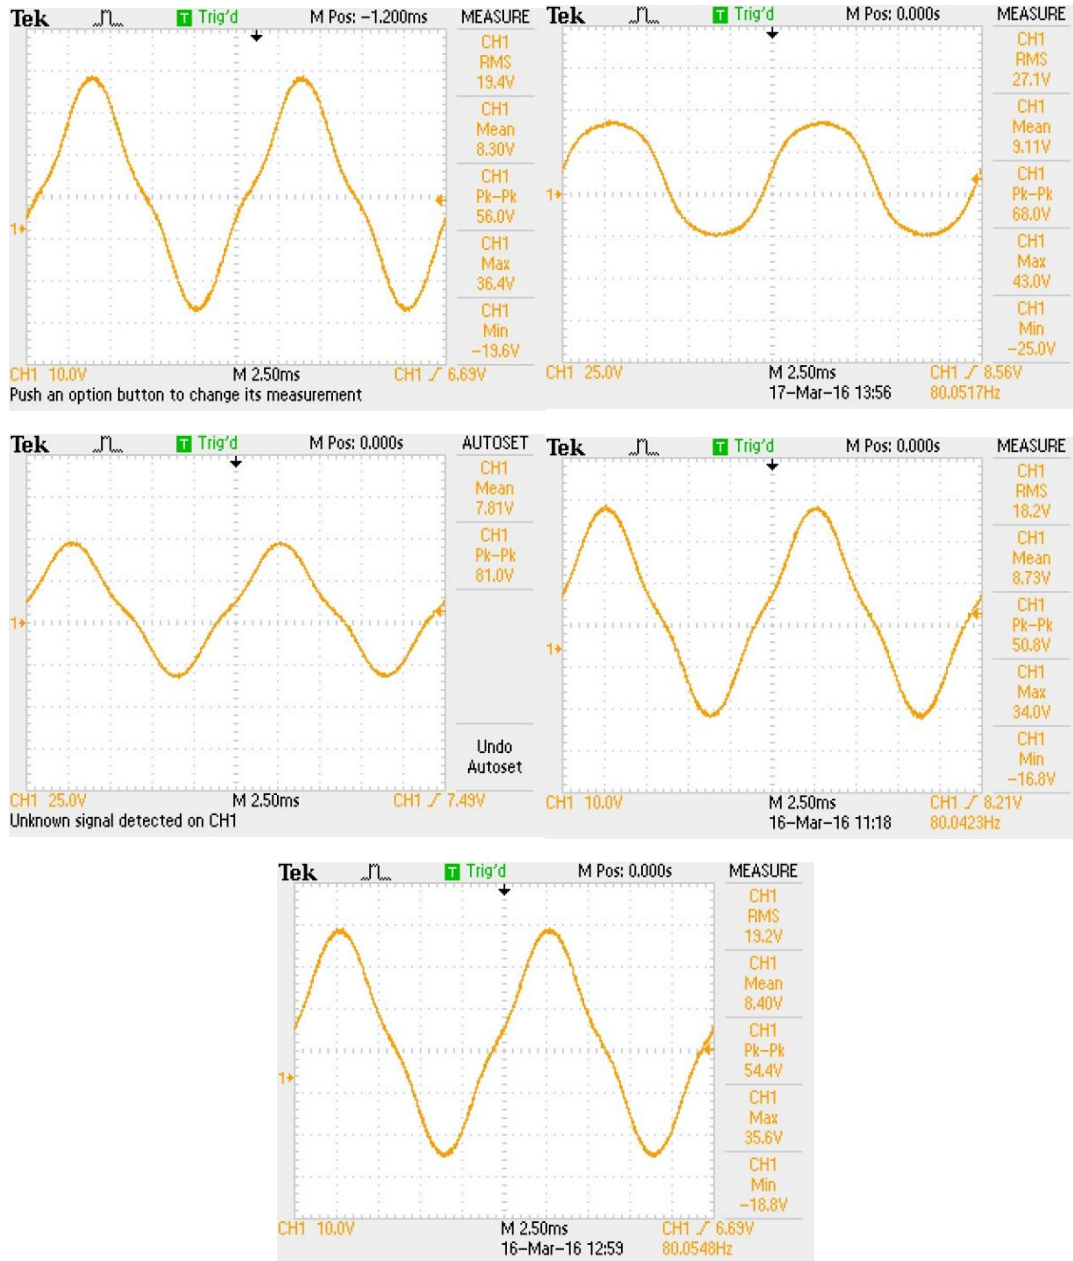 Tek T Trig'd M Pos: -1.200ms MEASURE
CH1
RMS
19.4V
CH1
Mean
8.30V
CH1
Pk-Pk
56.0V
CH1
Max
36.4V
CH1
Min
-19.6V
1
CH1 10.0V M 2.50ms CH1 6.69V
Push an option button to change its measurement
Tek T Trig'd M Pos: 0.000s MEASURE
CH1
RMS
27.1V
CH1
Mean
9.11V
CH1
Pk-Pk
68.0V
CH1
Max
43.0V
CH1
Min
-25.0V
1
CH1 25.0V M 2.50ms CH1 8.56V
17-Mar-16 13:56 80.0517Hz
Tek T Trig'd M Pos: 0.000s AUTOSET
CH1
Mean
7.81V
CH1
Pk-Pk
81.0V
Undo
Autoset
1
CH1 25.0V M 2.50ms CH1 7.49V
Unknown signal detected on CH1
Tek T Trig'd M Pos: 0.000s MEASURE
CH1
RMS
18.2V
CH1
Mean
8.73V
CH1
Pk-Pk
50.8V
CH1
Max
34.0V
CH1
Min
-16.8V
1
CH1 10.0V M 2.50ms CH1 8.21V
16-Mar-16 11:18 80.0423Hz
Tek T Trig'd M Pos: 0.000s MEASURE
CH1
RMS
19.2V
CH1
Mean
8.40V
CH1
Pk-Pk
54.4V
CH1
Max
35.6V
CH1
Min
-18.8V
1
CH1 10.0V M 2.50ms CH1 6.69V
16-Mar-16 12:59 80.0548Hz